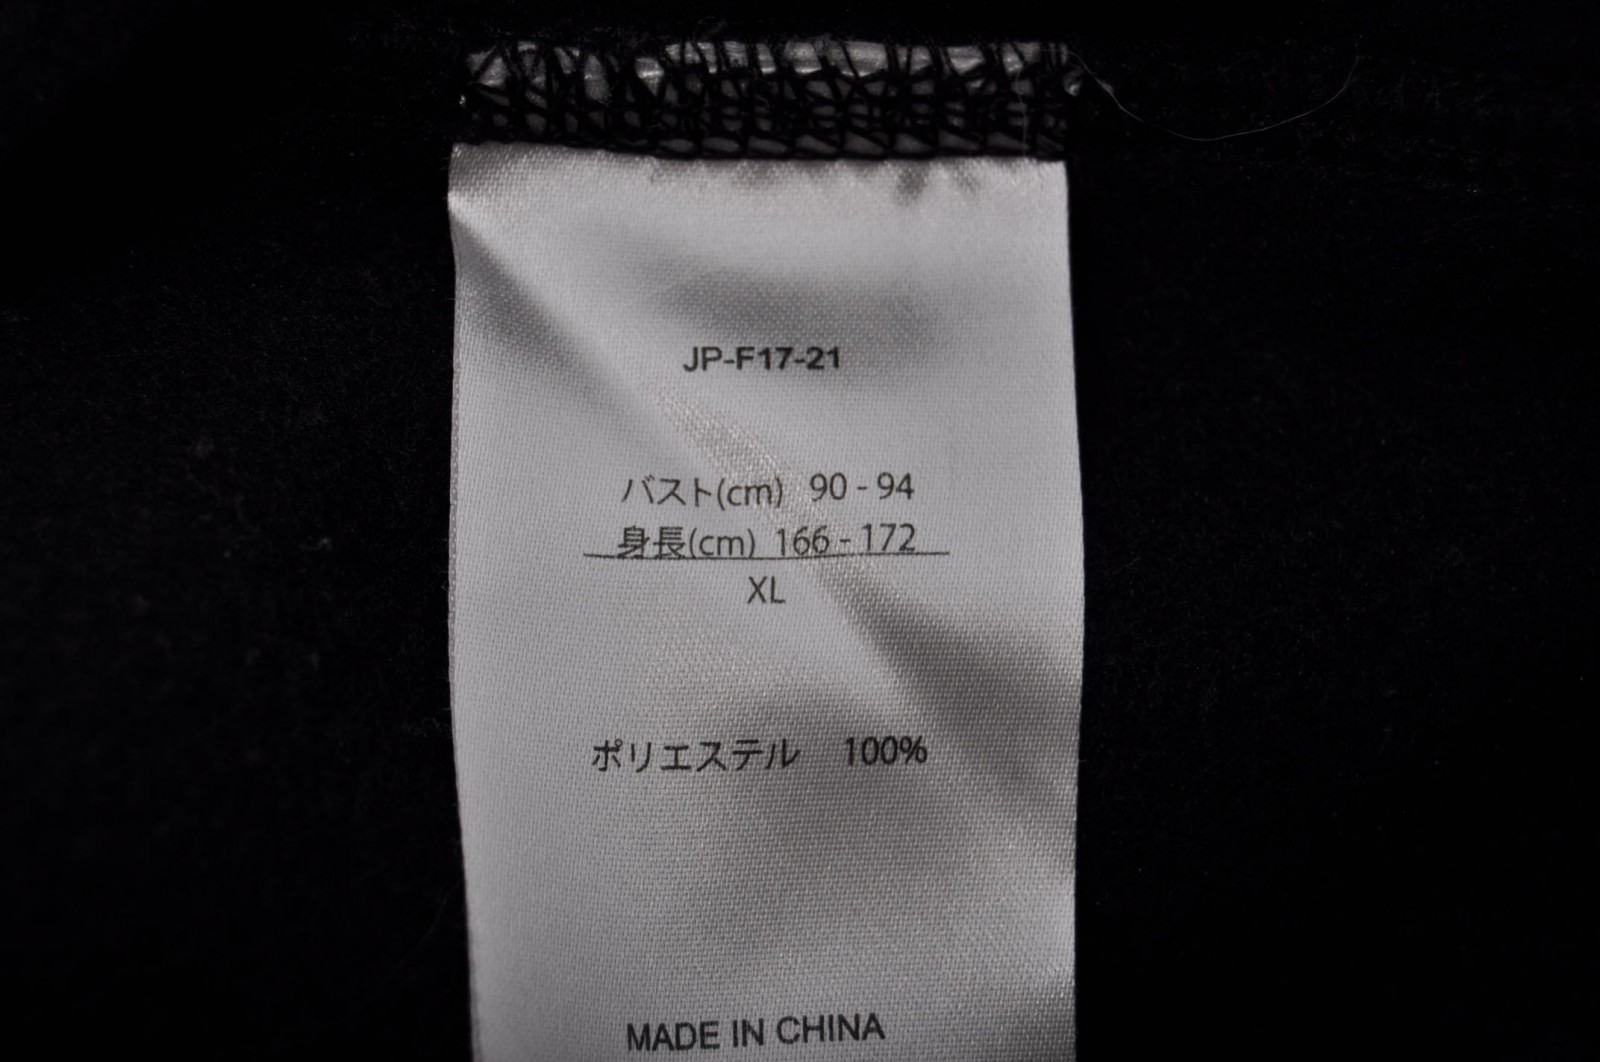 JP-F17-21
バスト(cm) 90 - 94
身長(cm) 166 - 172
XL
ポリエステル 100%
MADE IN CHINA